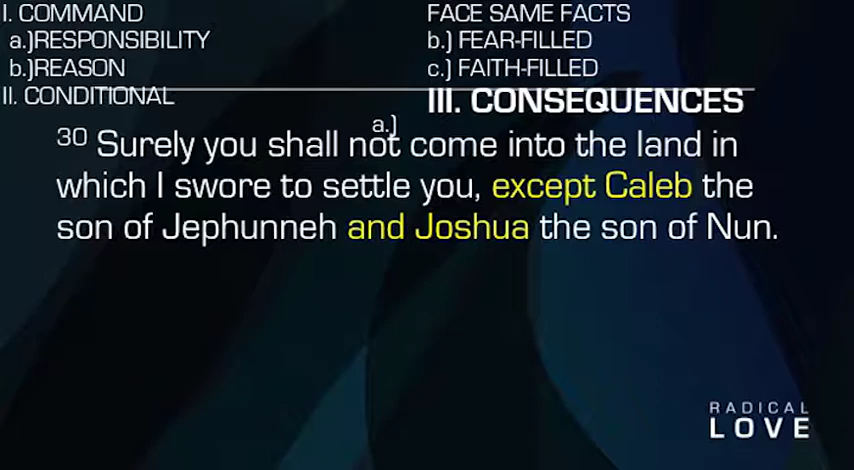 I. COMMAND
a.)RESPONSIBILITY
b.)REASON
II. CONDITIONAL
FACE SAME FACTS
b.) FEAR-FILLED
c.) FAITH-FILLED
III. CONSEQUENCES
a.)
30 Surely you shall not come into the land in
which I swore to settle you, except Caleb the
son of Jephunneh and Joshua the son of Nun.
RADICAL
LOVE